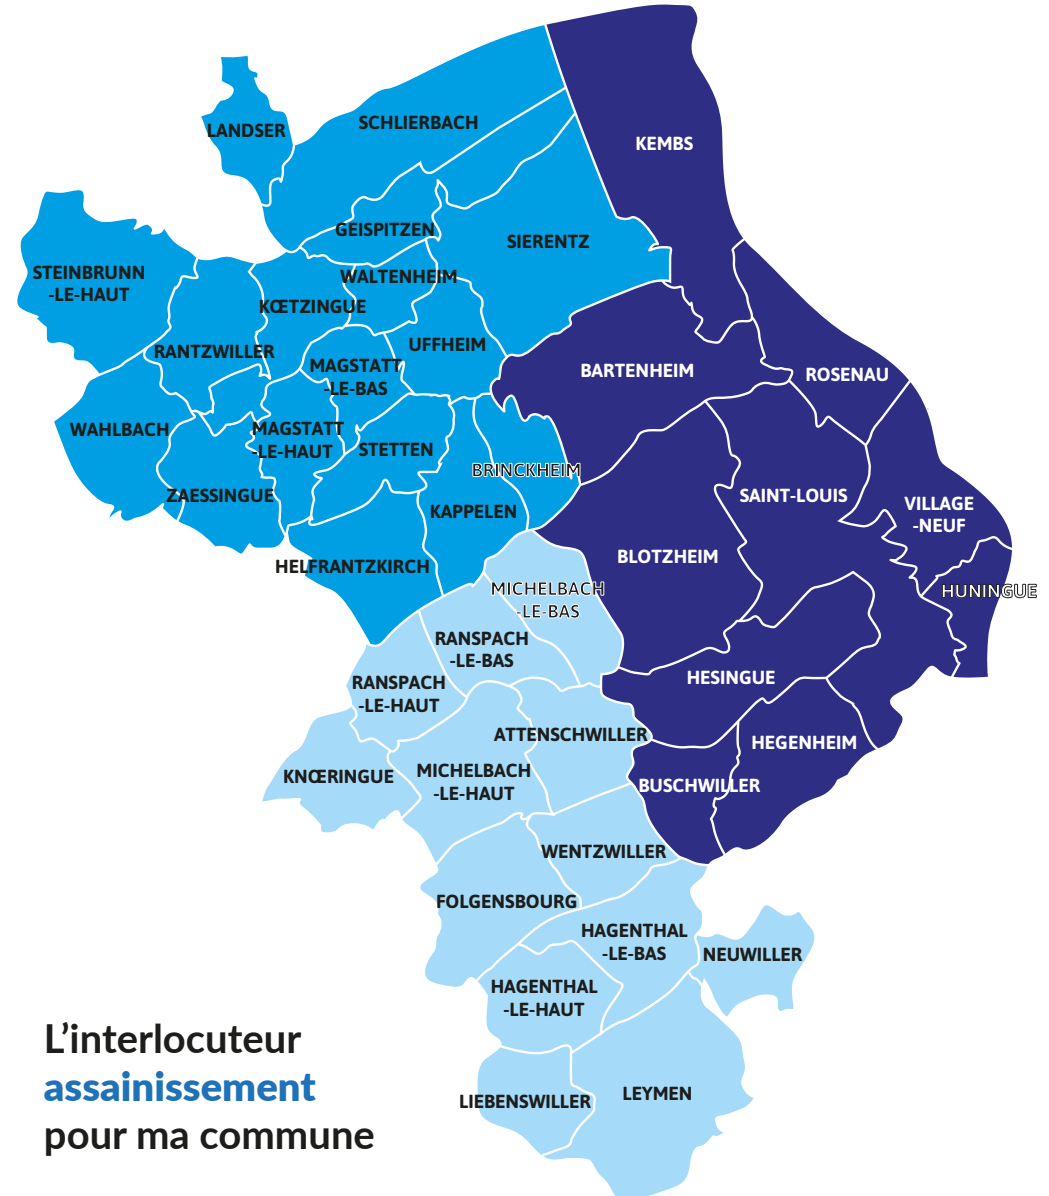 LANDSER
SCHLIERBACH
KEMBS
GEISPITZEN
SIERENTZ
STEINBRUNN
-LE-HAUT
WALTENHEIM
KŒTZINGUE
RANTZWILLER
UFFHEIM
MAGSTATT
-LE-BAS
BARTENHEIM
ROSENAU
WAHLBACH
MAGSTATT
-LE-HAUT
STETTEN
BRINCKHEIM
ZAESSINGUE
KAPPELEN
SAINT-LOUIS
VILLAGE
-NEUF
BLOTZHEIM
HELFRANTZKIRCH
MICHELBACH
-LE-BAS
HUNINGUE
RANSPACH
-LE-BAS
RANSPACH
-LE-HAUT
HESINGUE
ATTENSCHWILLER
HEGENHEIM
KNŒRINGUE
MICHELBACH
-LE-HAUT
BUSCHWILLER
WENTZWILLER
FOLGENSBOURG
HAGENTHAL
-LE-BAS
NEUWILLER
HAGENTHAL
-LE-HAUT
LIEBENSWILLER
LEYMEN
L’interlocuteur
assainissement
pour ma commune